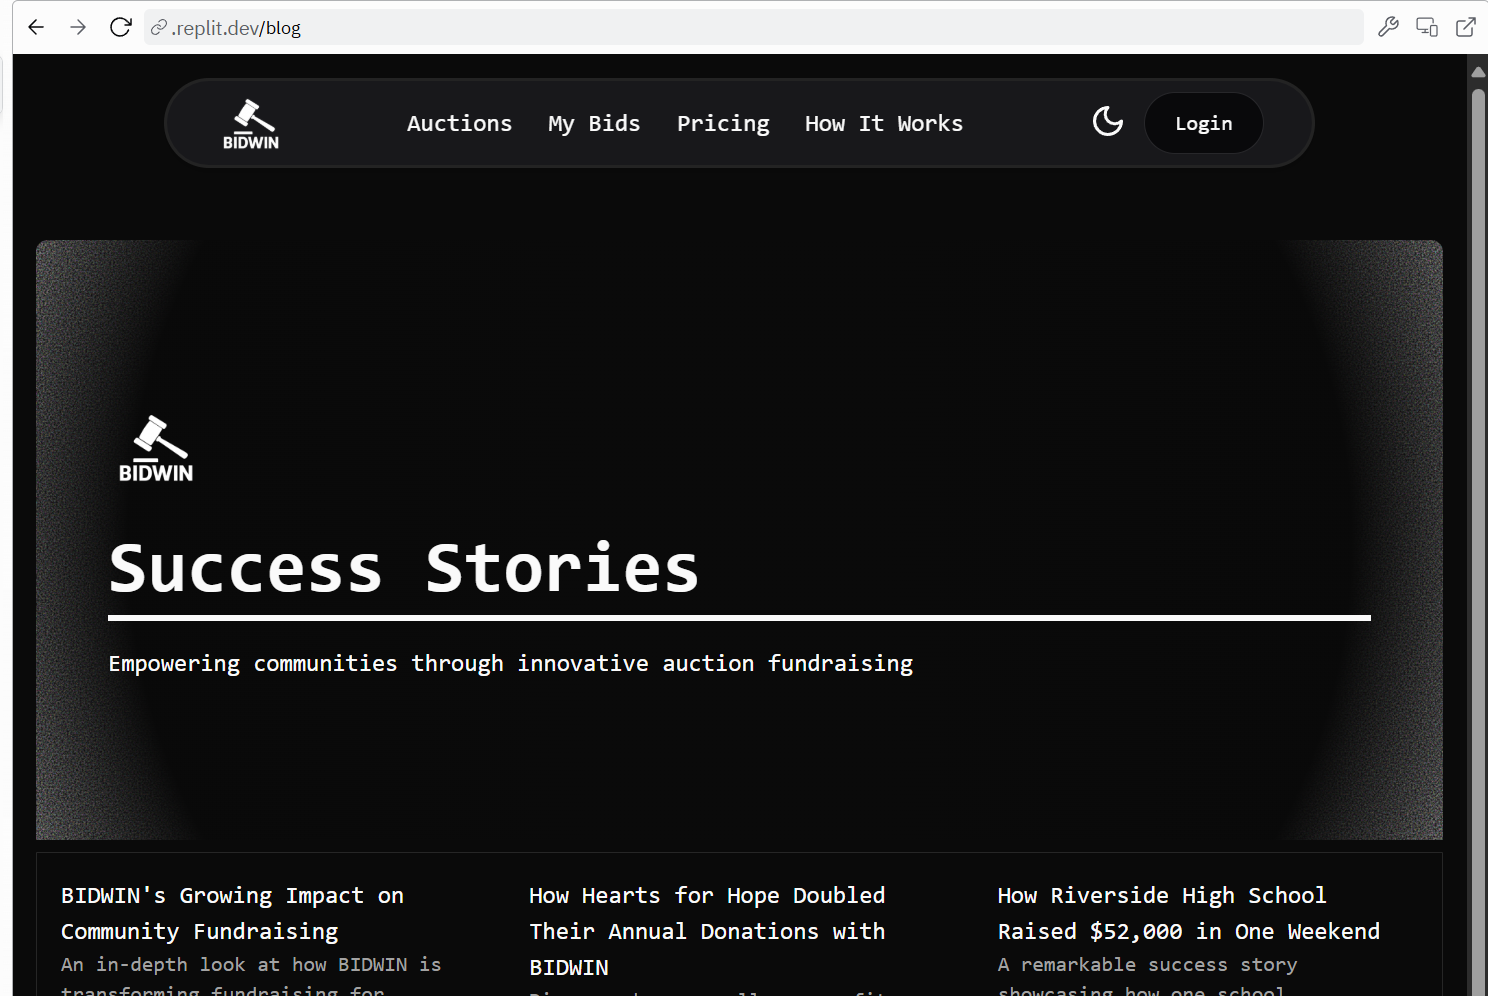 .replit.dev/blog
BIDWIN
Auctions My Bids Pricing How It Works Login
BIDWIN
Success Stories
Empowering communities through innovative auction fundraising
BIDWIN's Growing Impact on
Community Fundraising
An in-depth look at how BIDWIN is
transforming fundraising for
How Hearts for Hope Doubled
Their Annual Donations with
BIDWIN
How Riverside High School
Raised $52,000 in One Weekend
A remarkable success story
showcasing how one school